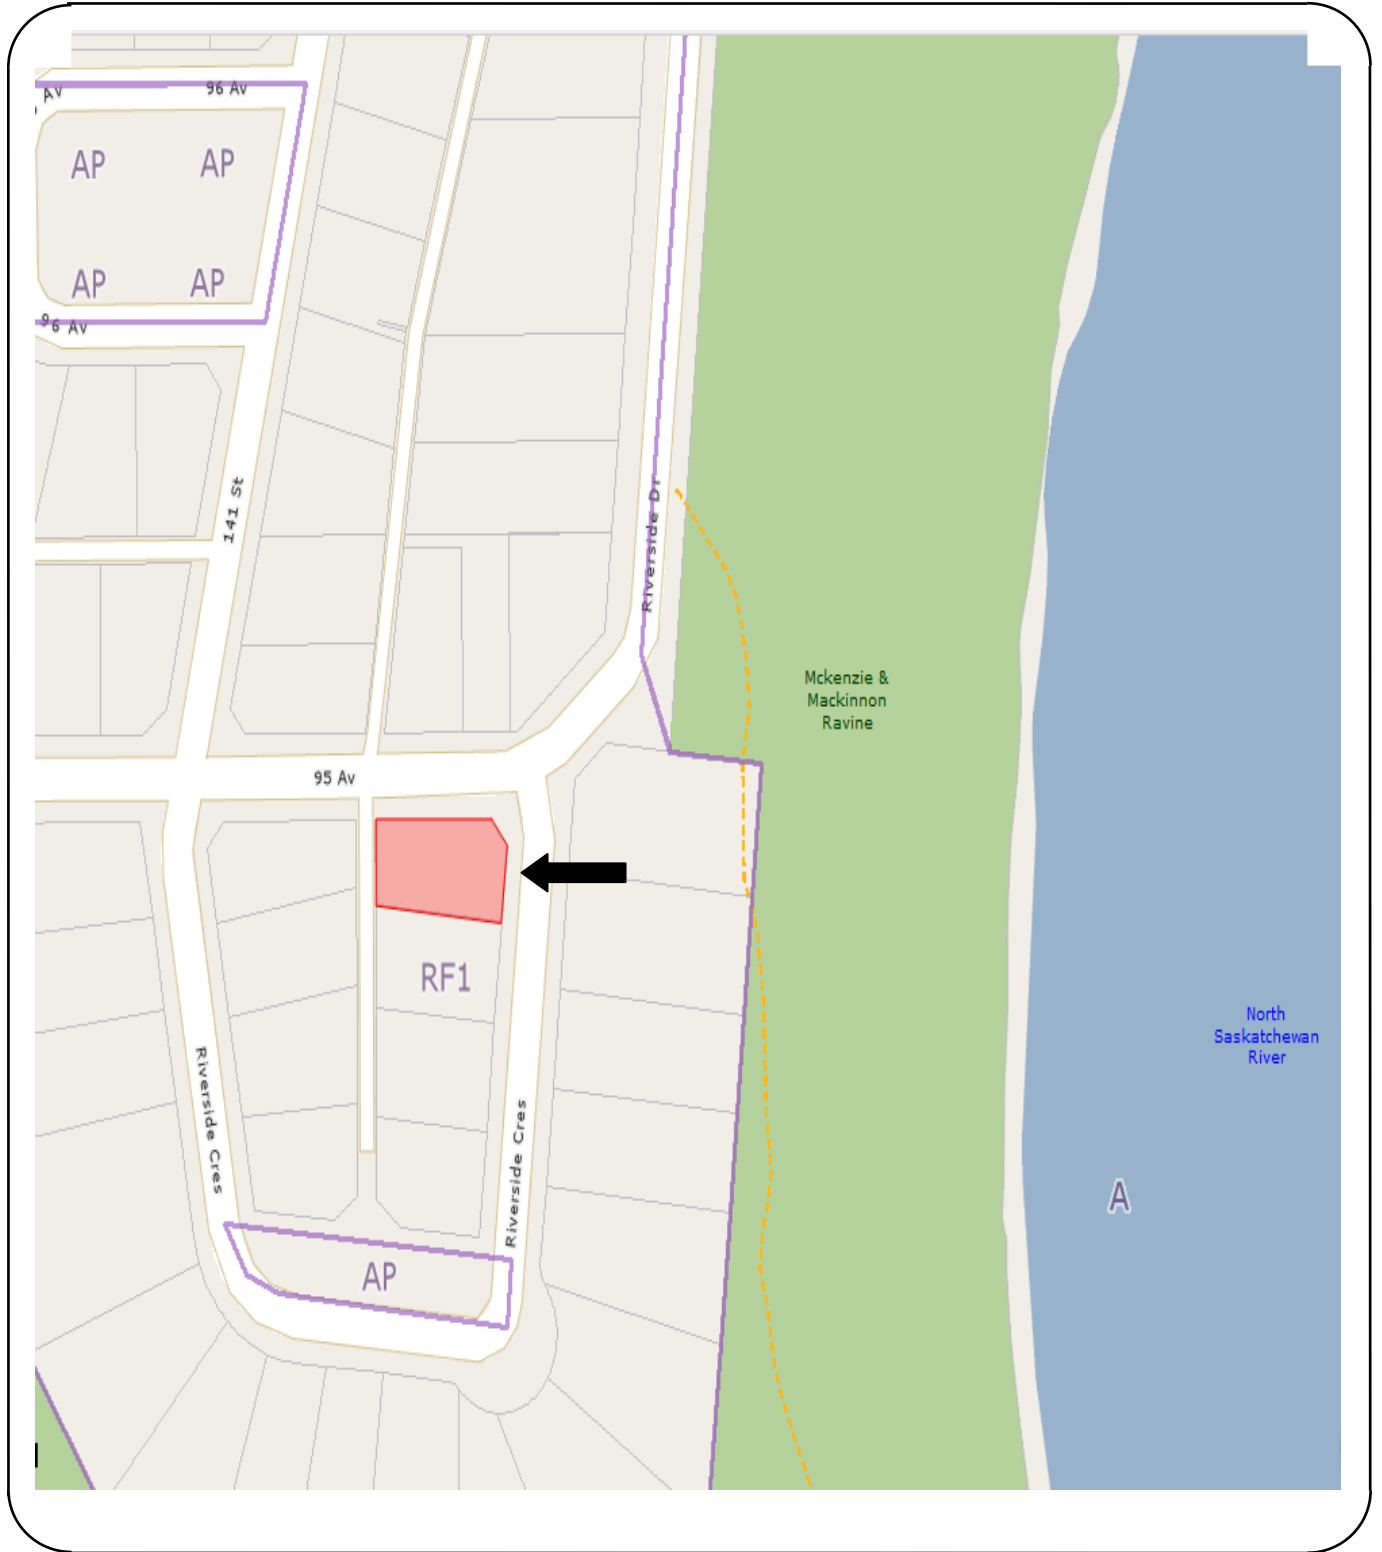 96 Av
Av
AP
AP
AP
AP
96 Av
141 St
Riverside Dr
Mckenzie &
Mackinnon
Ravine
95 Av
RF1
North
Saskatchewan
River
Riverside Cres
Riverside Cres
A
AP